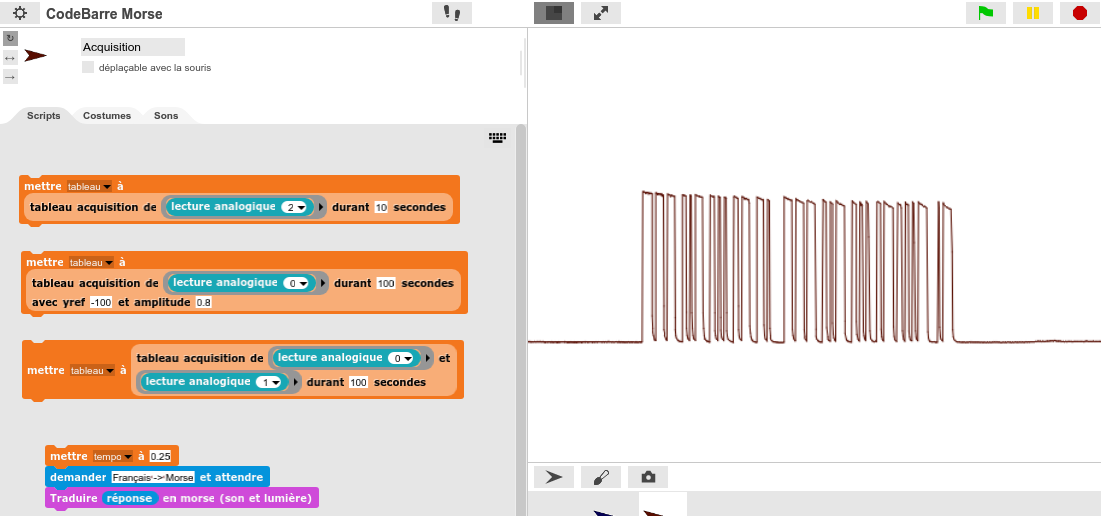 CodeBarre Morse
Acquisition
déplaçable avec la souris
Scripts Costumes Sons
mettre tableau à
tableau acquisition de lecture analogique 2 durant 10 secondes
mettre tableau à
tableau acquisition de lecture analogique 0 durant 100 secondes
avec yref -100 et amplitude 0.8
mettre tableau à tableau acquisition de lecture analogique 0 et
lecture analogique 1 durant 100 secondes
mettre tempo à 0.25
demander Français->Morse et attendre
Traduire réponse en morse (son et lumière)